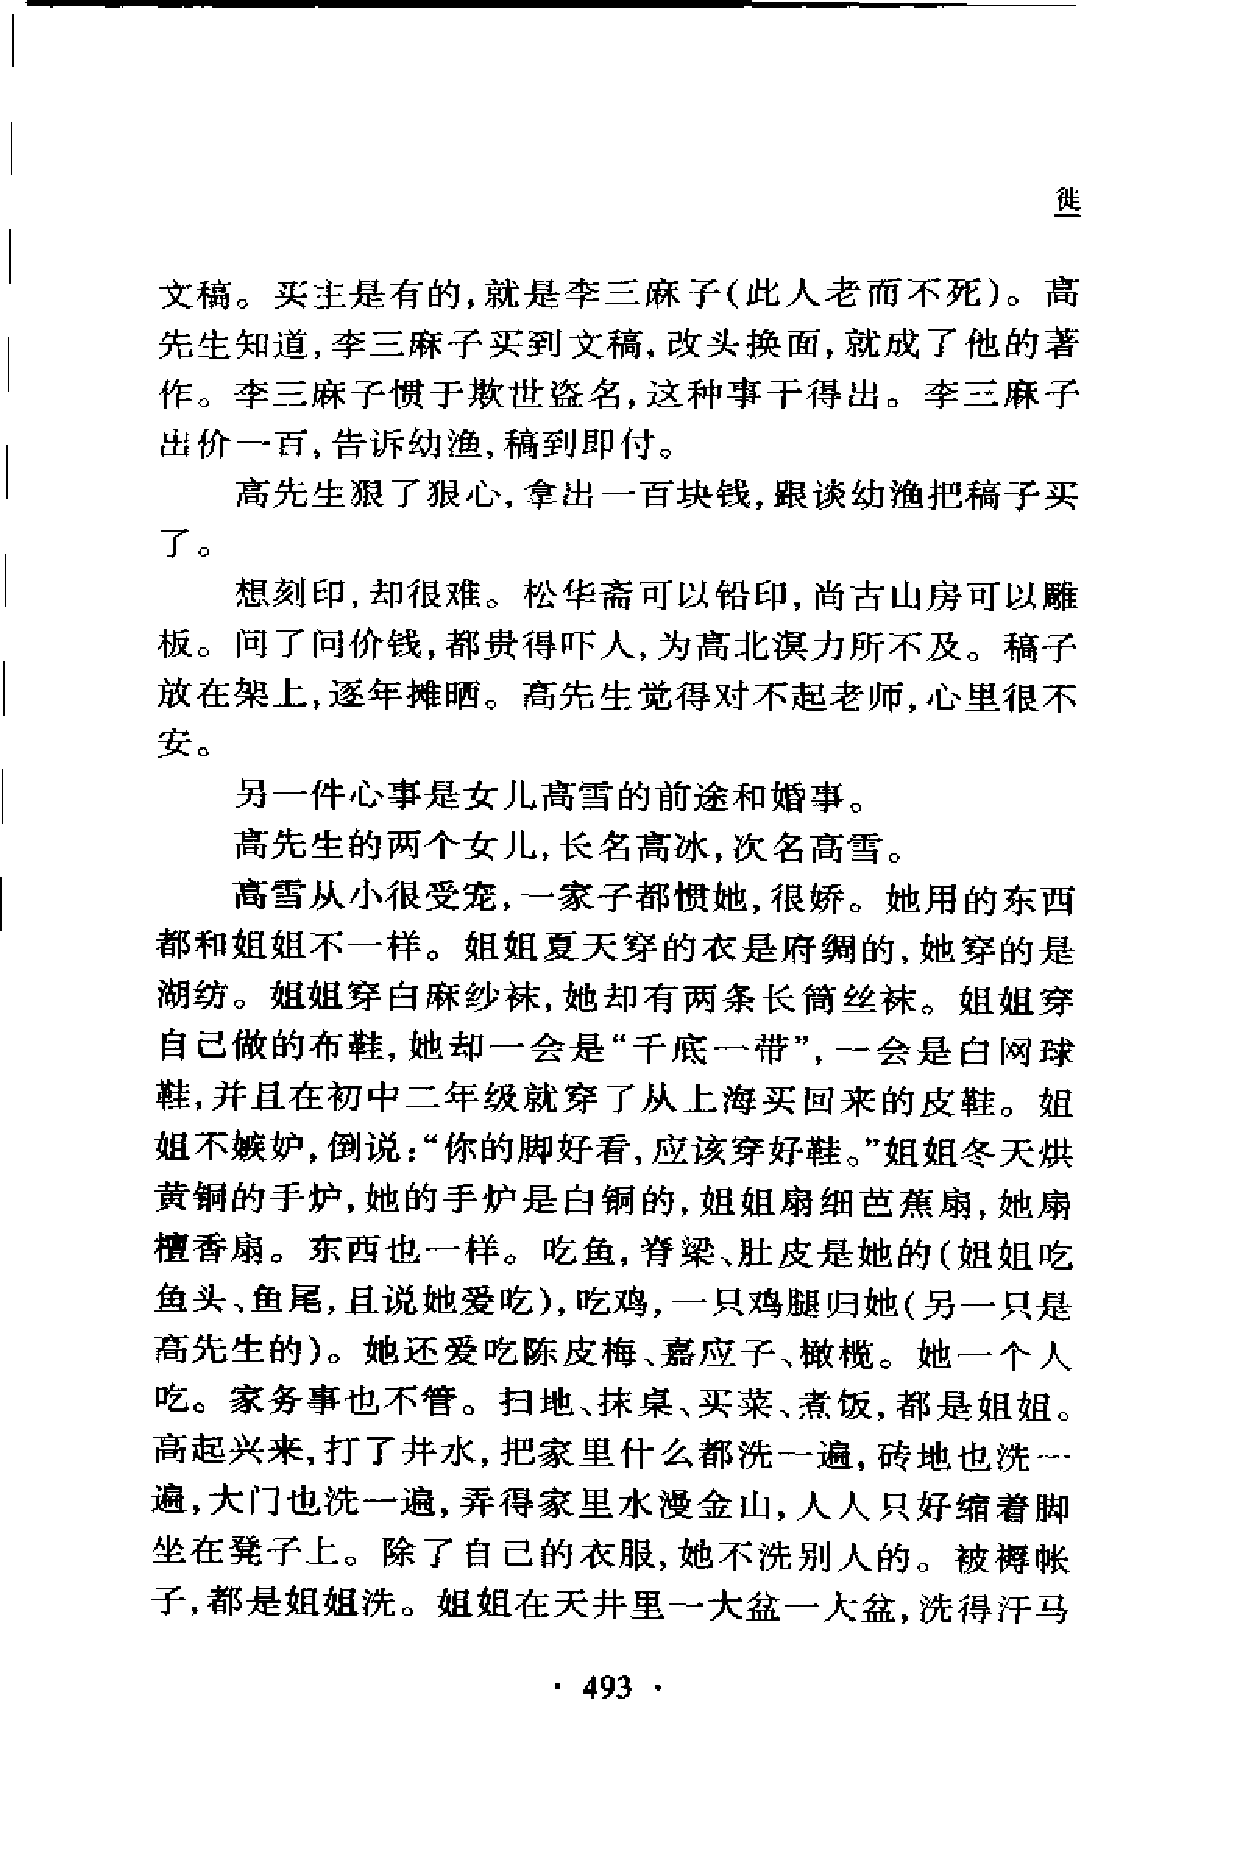 徙
文稿。买主是有的,就是李三麻子(此人老而不死)。高
先生知道,李三麻子买到文稿,改头换面,就成了他的著
作。李三麻子惯于欺世盗名,这种事干得出。李三麻子
出价一百,告诉幼渔,稿到即付。
高先生狠了狠心,拿出一百块钱,跟谈幼渔把稿子买
了。
想刻印,却很难。松华斋可以铅印,尚古山房可以雕
板。问了问价钱,都贵得吓人,为高北溟力所不及。稿子
放在架上,逐年摊晒。高先生觉得对不起老师,心里很不
安。
另一件心事是女儿高雪的前途和婚事。
高先生的两个女儿,长名高冰,次名高雪。
高雪从小很受宠,一家子都惯她,很娇。她用的东西
都和姐姐不一样。姐姐夏天穿的衣是府绸的,她穿的是
湖纺。姐姐穿白麻纱袜,她却有两条长筒丝袜。姐姐穿
自己做的布鞋,她却一会是“千底一带”,一会是白网球
鞋,并且在初中二年级就穿了从上海买回来的皮鞋。姐
姐不嫉妒,倒说:“你的脚好看,应该穿好鞋。”姐姐冬天烘
黄铜的手炉,她的手炉是白铜的,姐姐扇细芭蕉扇,她扇
檀香扇。东西也一样。吃鱼,脊梁、肚皮是她的(姐姐吃
鱼头、鱼尾,且说她爱吃),吃鸡,一只鸡腿归她(另一只是
高先生的)。她还爱吃陈皮梅、嘉应子、橄榄。她一个人
吃。家务事也不管。扫地、抹桌、买菜、煮饭,都是姐姐。
高起兴来,打了井水,把家里什么都洗一遍,砖地也洗一
遍,大门也洗一遍,弄得家里水漫金山,人人只好缩着脚
坐在凳子上。除了自己的衣服,她不洗别人的。被褥帐
子,都是姐姐洗。姐姐在天井里一大盆一大盆,洗得汗马
· 493 ·